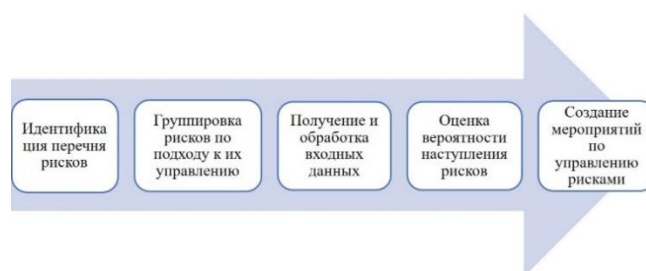 Идентифика
ция перечня
рисков
Группировка
рисков по
подходу к их
управлению
Получение и
обработка
входных
данных
Оценка
вероятности
наступления
рисков
Создание
мероприятий
по
управлению
рисками